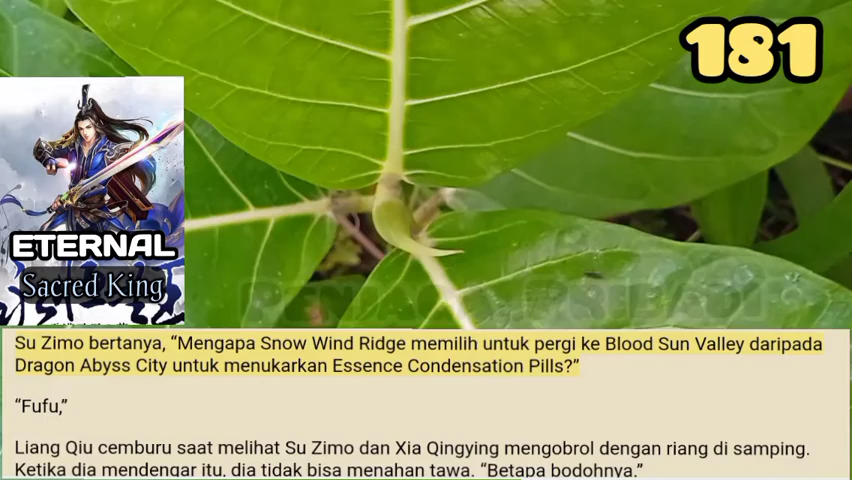 181
ETERNAL
Sacred King
Su Zimo bertanya, “Mengapa Snow Wind Ridge memilih untuk pergi ke Blood Sun Valley daripada
Dragon Abyss City untuk menukarkan Essence Condensation Pills?”
“Fufu,”
Liang Qiu cemburu saat melihat Su Zimo dan Xia Qingying mengobrol dengan riang di samping.
Ketika dia mendengar itu, dia tidak bisa menahan tawa. “Betapa bodohnya.”